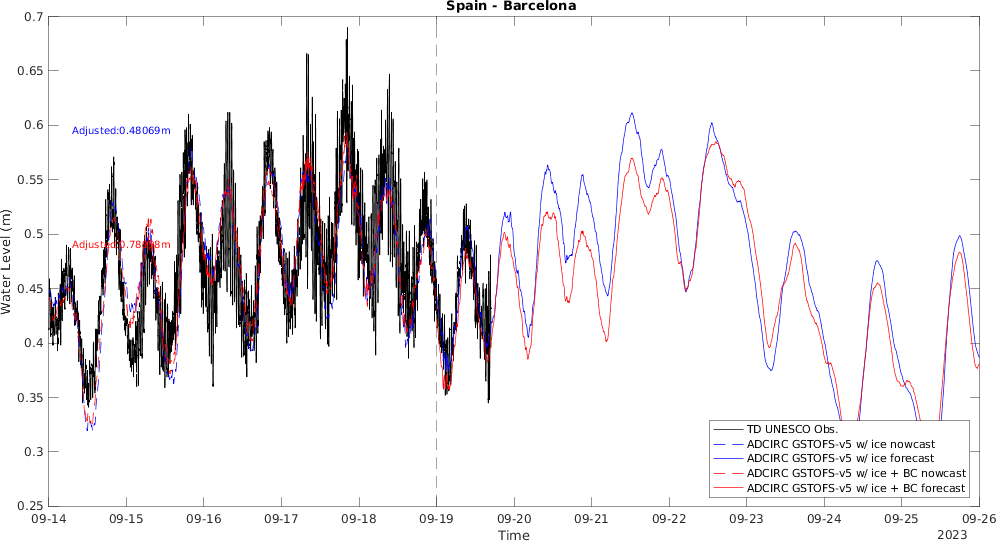 Spain - Barcelona
0.7
0.65
0.6
0.55
0.5
0.45
0.4
0.35
0.3
0.25
Water Level (m)
Adjusted:0.48069m
TD UNESCO Obs.
ADCIRC GSTOFS-v5 w/ ice nowcast
ADCIRC GSTOFS-v5 w/ ice forecast
ADCIRC GSTOFS-v5 w/ ice + BC nowcast
ADCIRC GSTOFS-v5 w/ ice + BC forecast
09-14 09-15 09-16 09-17 09-18 09-19 09-20 09-21 09-22 09-23 09-24 09-25 09-26
Time
2023